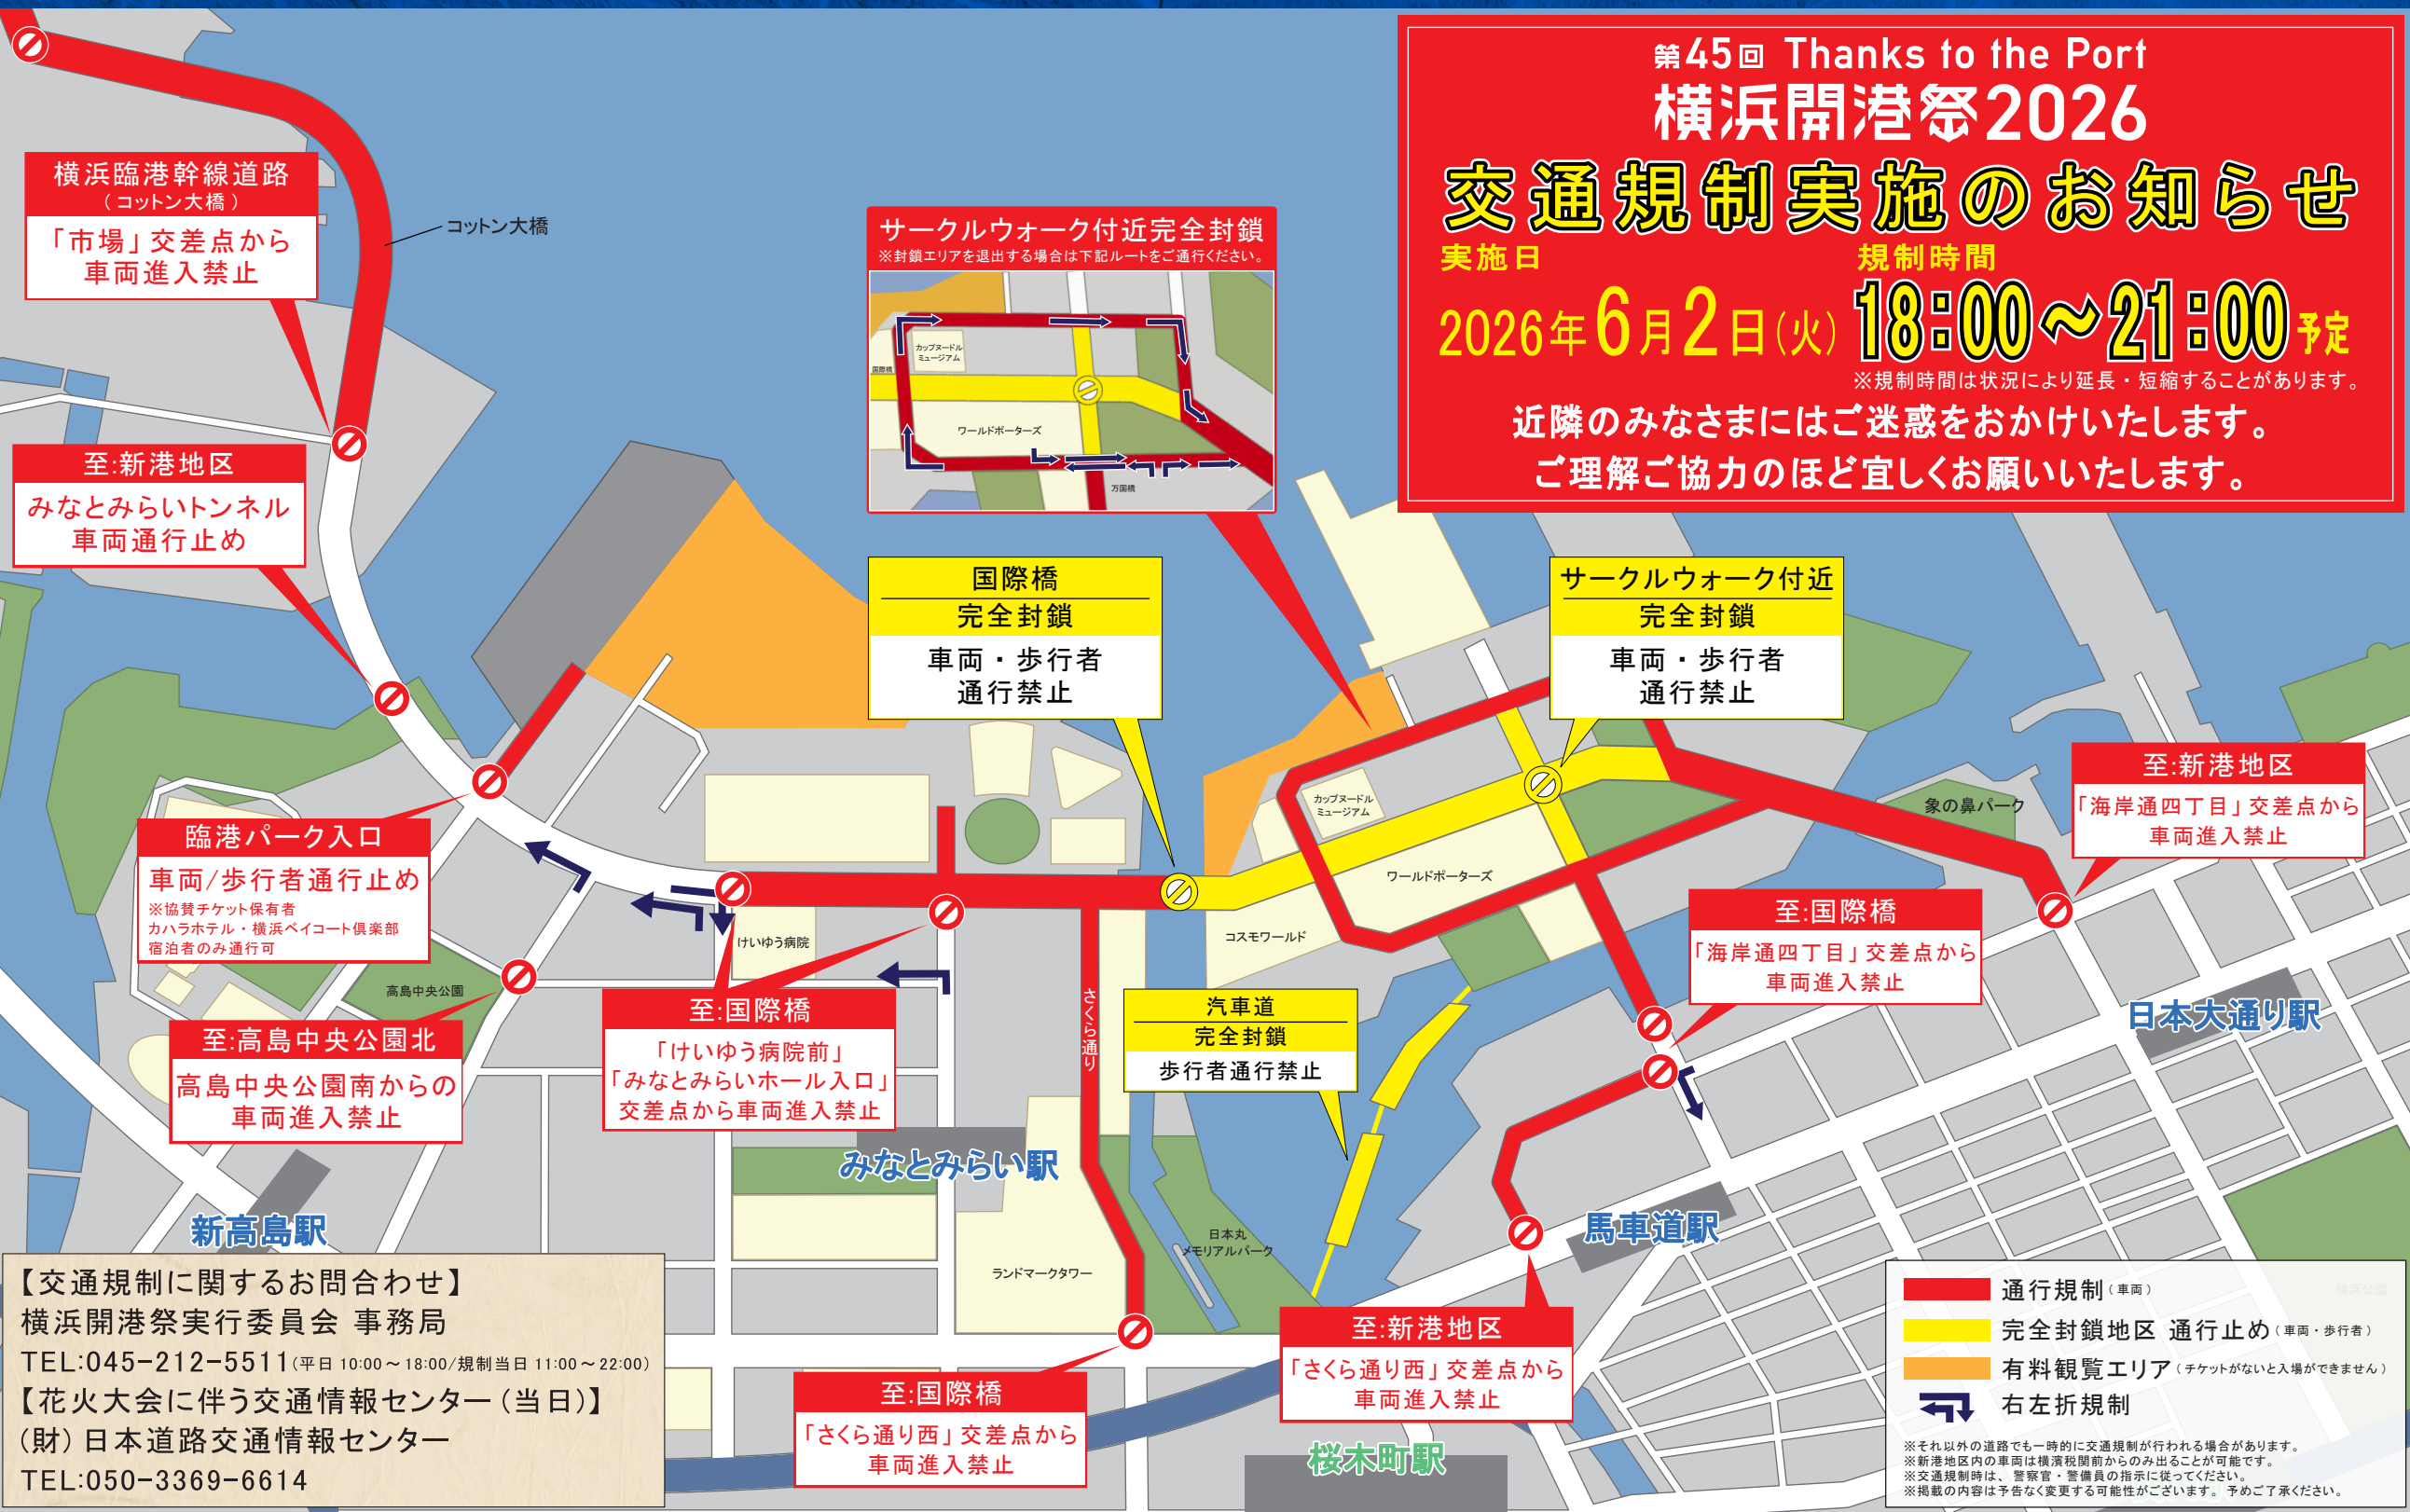 第45回 Thanks to the Port
横浜開港祭2026
交通規制実施のお知らせ
実施日
2026年6月2日(火)
規制時間
18:00〜21:00予定
※規制時間は状況により延長・短縮することがあります。
近隣のみなさまにはご迷惑をおかけいたします。
ご理解ご協力のほど宜しくお願いいたします。
横浜臨港幹線道路
(コットン大橋)
「市場」交差点から
車両進入禁止
コットン大橋
至:新港地区
みなとみらいトンネル
車両通行止め
サークルウォーク付近完全封鎖
※封鎖エリアを退出する場合は下記ルートをご通行ください。
カップヌードル
ミュージアム
国際橋
ワールドポーターズ
万国橋
国際橋
完全封鎖
車両・歩行者
通行禁止
サークルウォーク付近
完全封鎖
車両・歩行者
通行禁止
至:新港地区
「海岸通四丁目」交差点から
車両進入禁止
象の鼻パーク
カップヌードル
ミュージアム
ワールドポーターズ
コスモワールド
臨港パーク入口
車両/歩行者通行止め
※協賛チケット保有者
カハラホテル・横浜ベイコート倶楽部
宿泊者のみ通行可
けいゆう病院
高島中央公園
至:国際橋
「海岸通四丁目」交差点から
車両進入禁止
至:高島中央公園北
高島中央公園南からの
車両進入禁止
至:国際橋
「けいゆう病院前」
「みなとみらいホール入口」
交差点から車両進入禁止
さくら通り
汽車道
完全封鎖
歩行者通行禁止
日本大通り駅
みなとみらい駅
新高島駅
馬車道駅
日本丸
メモリアルパーク
ランドマークタワー
至:新港地区
「さくら通り西」交差点から
車両進入禁止
至:国際橋
「さくら通り西」交差点から
車両進入禁止
桜木町駅
【交通規制に関するお問合わせ】
横浜開港祭実行委員会 事務局
TEL:045-212-5511(平日 10:00〜18:00/規制当日 11:00〜22:00)
【花火大会に伴う交通情報センター(当日)】
(財)日本道路交通情報センター
TEL:050-3369-6614
横浜公園
通行規制(車両)
完全封鎖地区 通行止め(車両・歩行者)
有料観覧エリア(チケットがないと入場ができません)
右左折規制
※それ以外の道路でも一時的に交通規制が行われる場合があります。
※新港地区内の車両は横濱税関前からのみ出ることが可能です。
※交通規制時は、警察官・警備員の指示に従ってください。
※掲載の内容は予告なく変更する可能性がございます。予めご了承ください。